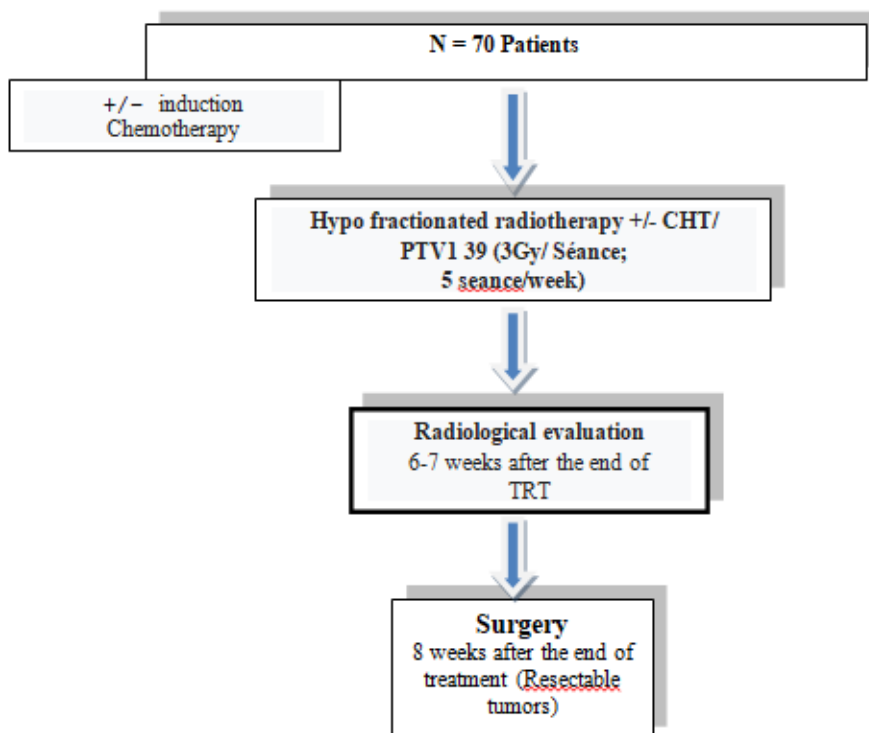 N = 70 Patients
+/− induction
Chemotherapy
Hypo fractionated radiotherapy +/- CHT/
PTV1 39 (3Gy/ Séance;
5 seance/week)
Radiological evaluation
6-7 weeks after the end of
TRT
Surgery
8 weeks after the end of
treatment (Resectable
tumors)